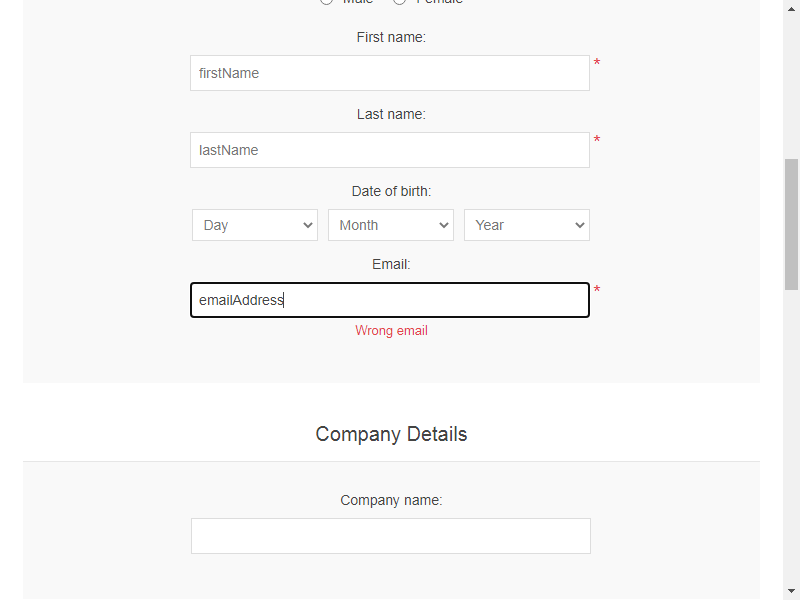 Male Female
First name:
firstName *
Last name:
lastName *
Date of birth:
Day Month Year
Email:
emailAddress *
Wrong email
Company Details
Company name: